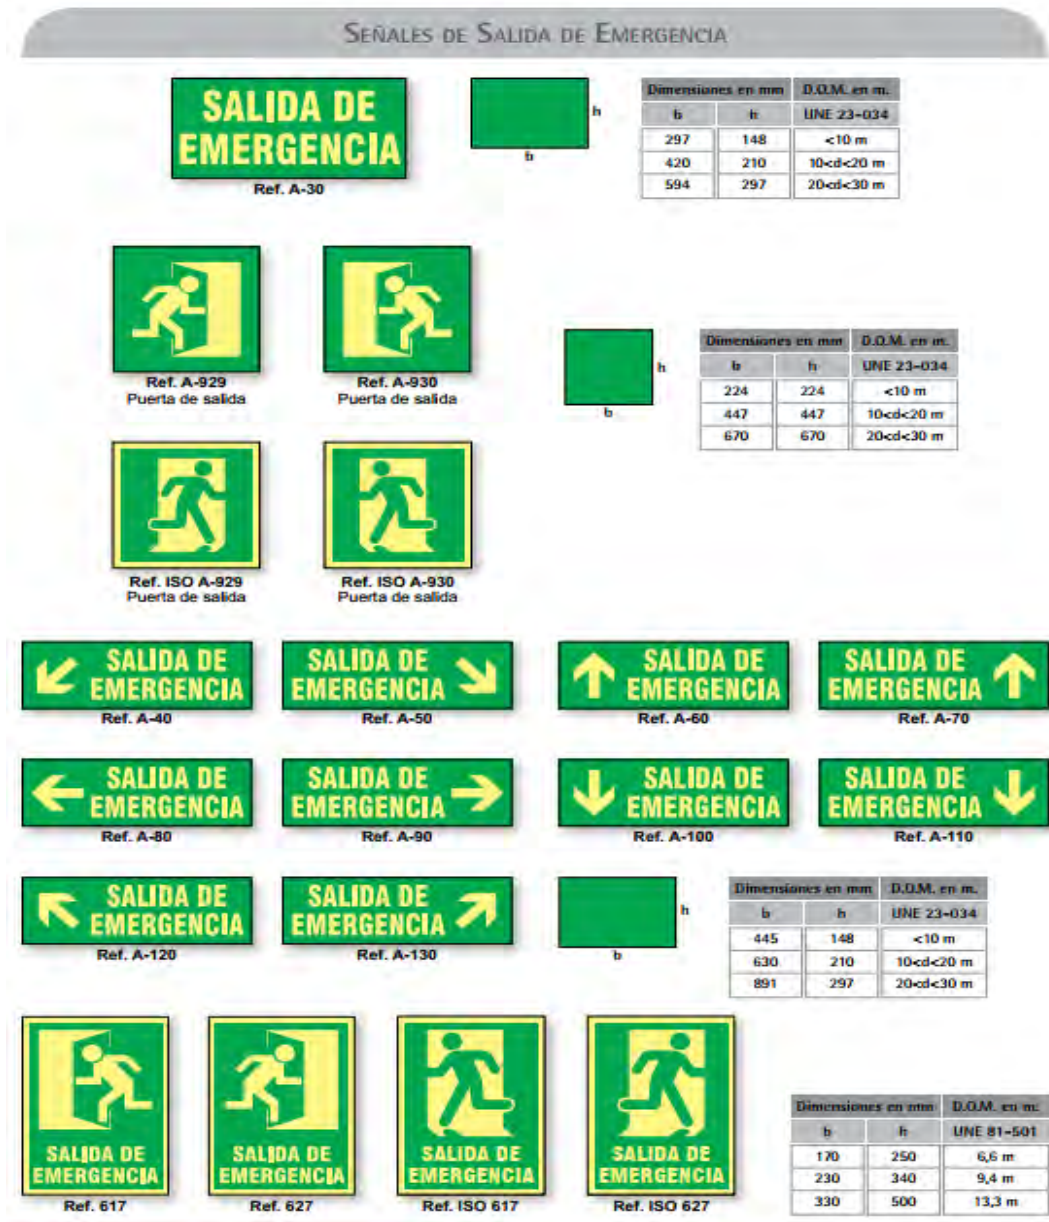 SEÑALES DE SALIDA DE EMERGENCIA
SALIDA DE
EMERGENCIA
Ref. A-30
h
b
Dimensiones en mm D.O.M. en m.
b h UNE 23-034
297 148 <10 m
420 210 10<d<20 m
594 297 20<d<30 m
Ref. A-929
Puerta de salida
Ref. A-930
Puerta de salida
h
b
Dimensiones en mm D.O.M. en m.
b h UNE 23-034
224 224 <10 m
447 447 10<d<20 m
670 670 20<d<30 m
Ref. ISO A-929
Puerta de salida
Ref. ISO A-930
Puerta de salida
SALIDA DE
EMERGENCIA
Ref. A-40
SALIDA DE
EMERGENCIA
Ref. A-50
SALIDA DE
EMERGENCIA
Ref. A-60
SALIDA DE
EMERGENCIA
Ref. A-70
SALIDA DE
EMERGENCIA
Ref. A-80
SALIDA DE
EMERGENCIA
Ref. A-90
SALIDA DE
EMERGENCIA
Ref. A-100
SALIDA DE
EMERGENCIA
Ref. A-110
SALIDA DE
EMERGENCIA
Ref. A-120
SALIDA DE
EMERGENCIA
Ref. A-130
h
b
Dimensiones en mm D.O.M. en m.
b h UNE 23-034
445 148 <10 m
630 210 10<d<20 m
891 297 20<d<30 m
SALIDA DE
EMERGENCIA
Ref. 617
SALIDA DE
EMERGENCIA
Ref. 627
SALIDA DE
EMERGENCIA
Ref. ISO 617
SALIDA DE
EMERGENCIA
Ref. ISO 627
Dimensiones en mm D.O.M. en m.
b h UNE 81-501
170 250 6,6 m
230 340 9,4 m
330 500 13,3 m